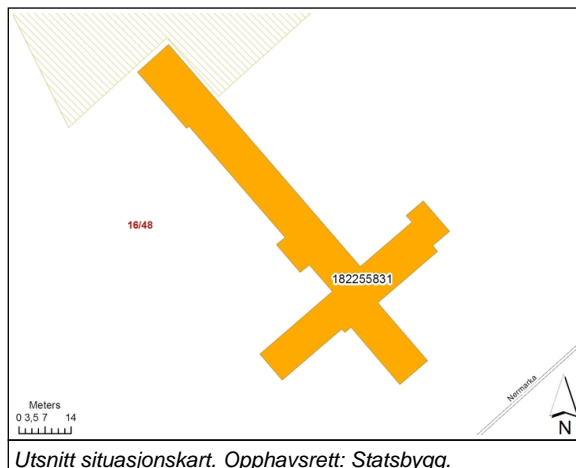 16/48
182255831
Nermarka
Meters
0 3,5 7 14
N
Utsnitt situasjonskart. Opphavsrett: Statsbygg.